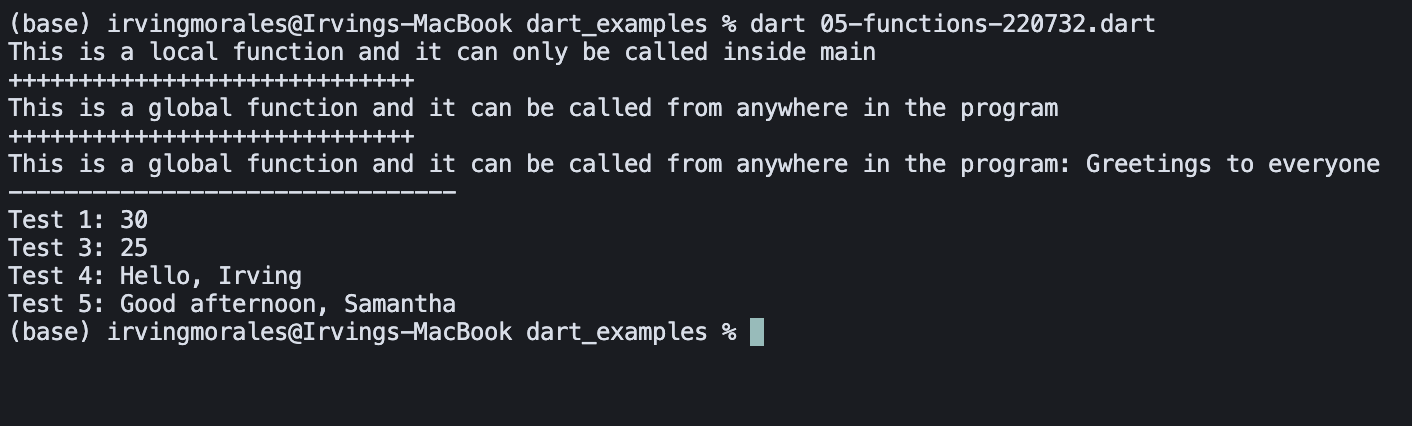 (base) irvingmorales@Irvings-MacBook dart_examples % dart 05-functions-220732.dart
This is a local function and it can only be called inside main
+++++++++++++++++++++++++++++
This is a global function and it can be called from anywhere in the program
+++++++++++++++++++++++++++++
This is a global function and it can be called from anywhere in the program: Greetings to everyone
--------------------------------
Test 1: 30
Test 3: 25
Test 4: Hello, Irving
Test 5: Good afternoon, Samantha
(base) irvingmorales@Irvings-MacBook dart_examples %